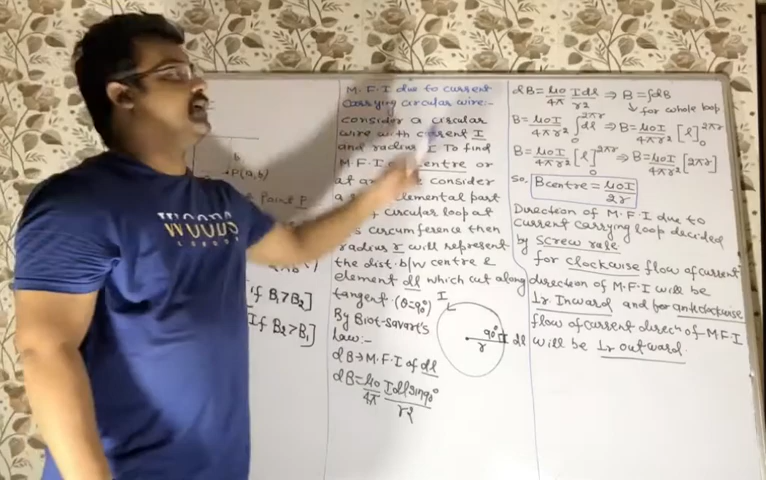 b
P(a,b)
Point P
if B1>B2]
If B2>B1]
WOODS
LONDON
M.F.I due to current
carrying circular wire:-
consider a circular
wire with current I
and radius I To find
M.F.I centre or
at consider
a elemental part
circular loop at
circumference then
radius r will represent
the dist. b/w centre &
element dl which cut along
tangent. (θ=90°)
By Biot-savart's
Law:-
dB→M.F.I of dl
dB=μ0/4π Idlsin90°/r2
I
90°
r
dl
dB=μ0/4π Idl/r2 ⇒ B=∫dB
↓ for whole loop
B=μ0I/4πr2 ∫0 2πr dl ⇒ B=μ0I/4πr2 [l]0 2πr
B=μ0I/4πr2 [l]0 2πr ⇒ B=μ0I/4πr2 [2πr]
so, Bcentre=μ0I/2r
Direction of M.F.I due to
current carrying loop decided
by screw rule
for clockwise flow of current
direction of M.F.I will be
⊥r Inward and for anticlockwise
flow of current direcn of M.F.I
will be ⊥r outward.